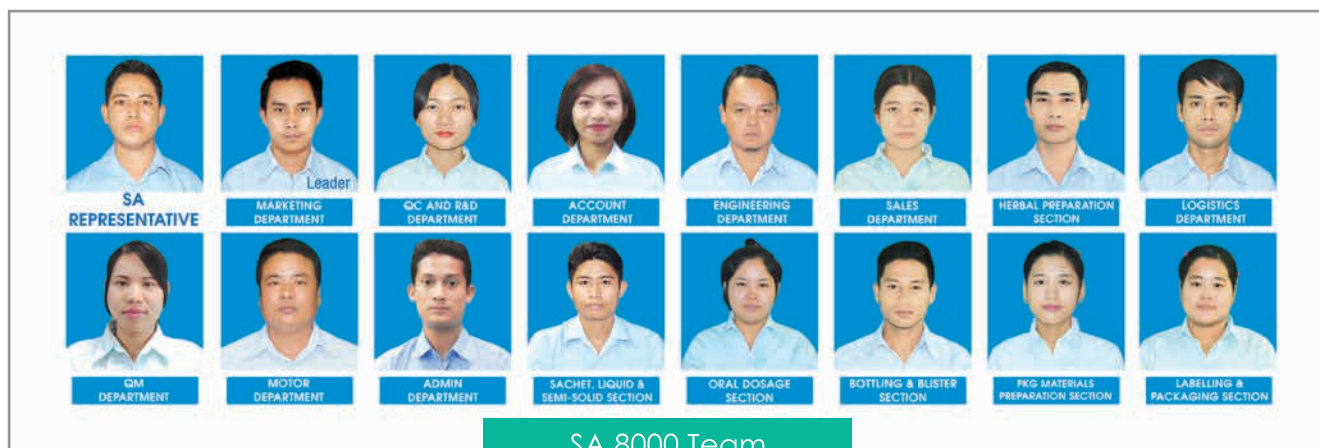 Leader
SA
REPRESENTATIVE
MARKETING
DEPARTMENT
QC AND R&D
DEPARTMENT
ACCOUNT
DEPARTMENT
ENGINEERING
DEPARTMENT
SALES
DEPARTMENT
HERBAL PREPARATION
SECTION
LOGISTICS
DEPARTMENT
QM
DEPARTMENT
MOTOR
DEPARTMENT
ADMIN
DEPARTMENT
SACHET, LIQUID &
SEMI-SOLID SECTION
ORAL DOSAGE
SECTION
BOTTLING & BLISTER
SECTION
PKG MATERIALS
PREPARATION SECTION
LABELLING &
PACKAGING SECTION
SA 8000 Team